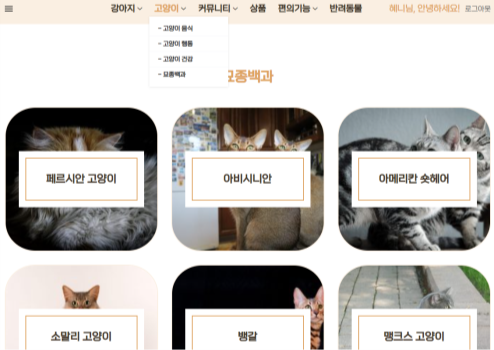 강아지 고양이 커뮤니티 상품 편의기능 반려동물 혜니님, 안녕하세요! 로그아웃
- 고양이 음식
- 고양이 행동
- 고양이 건강
- 묘종백과
묘종백과
페르시안 고양이 아비시니안 아메리칸 숏헤어
소말리 고양이 뱅갈 맹크스 고양이